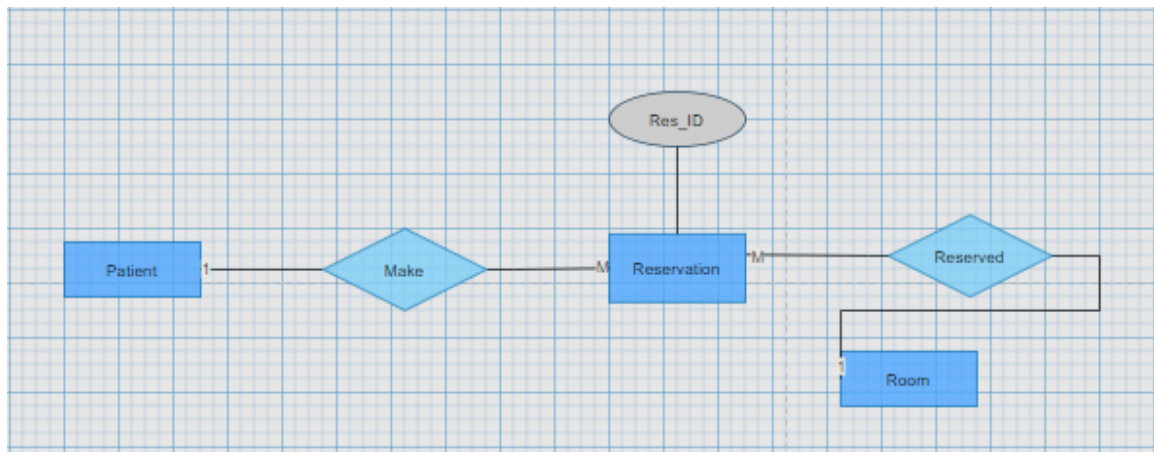 Res_ID
Patient
1
Make
M
Reservation
M
Reserved
1
Room